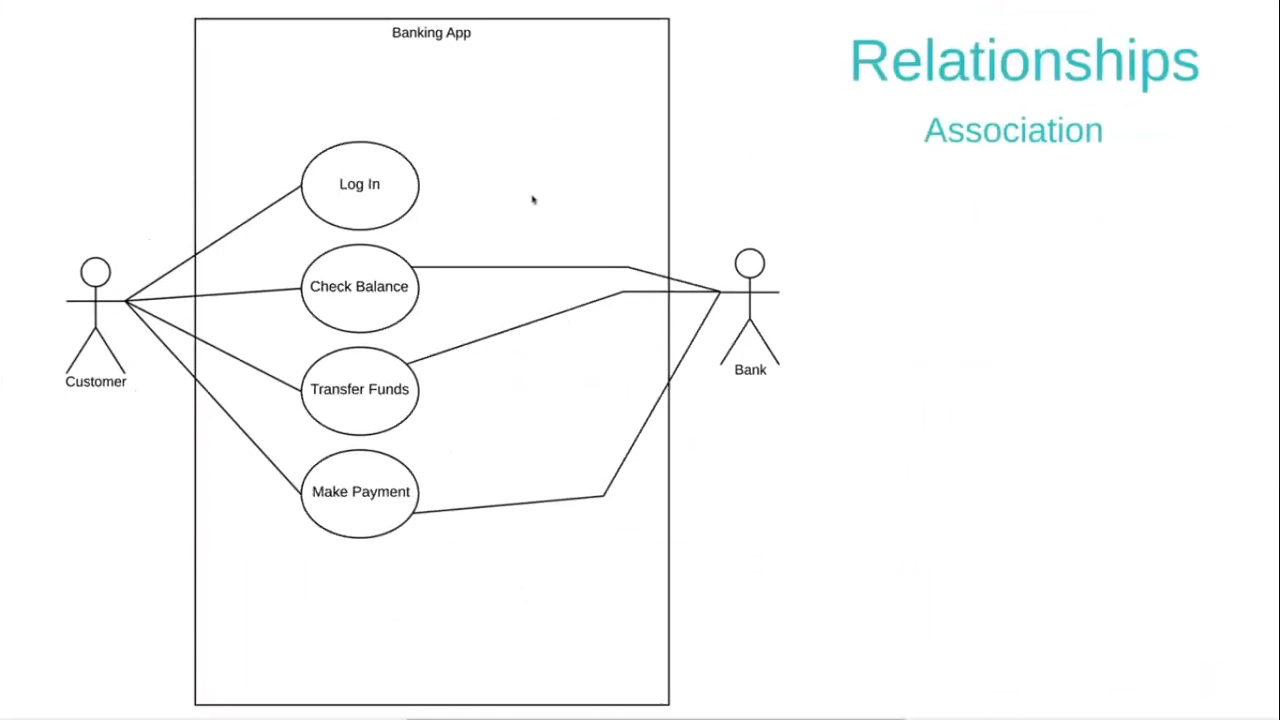 Banking App
Relationships
Association
Log In
Check Balance
Transfer Funds
Make Payment
Customer
Bank